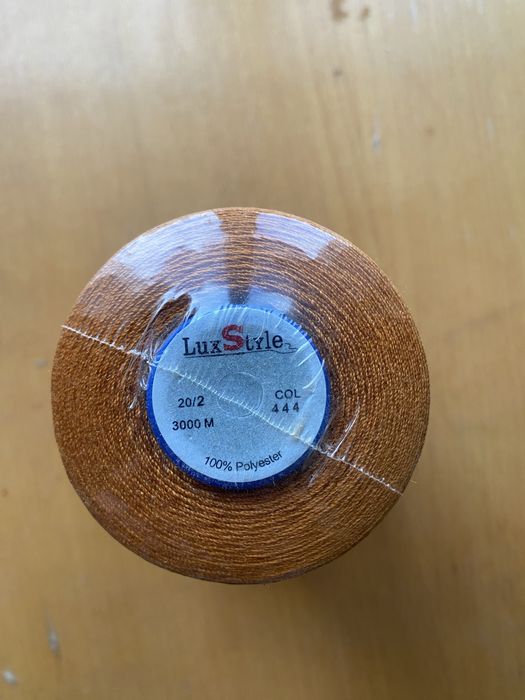 LuxStyle
20/2
3000 M
COL
444
100% Polyester